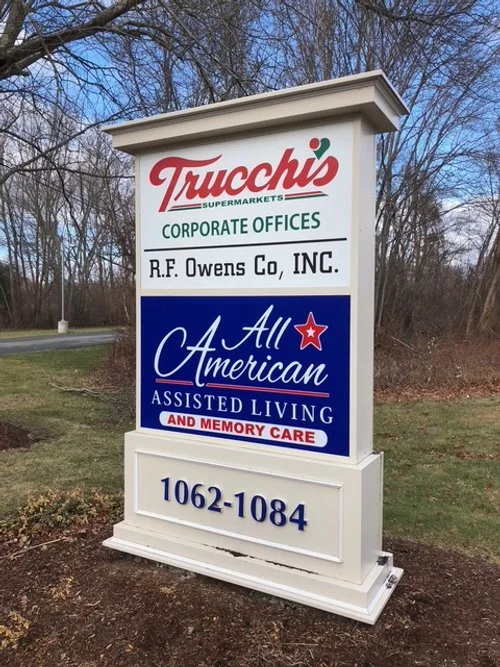 Trucchi's
SUPERMARKETS
CORPORATE OFFICES
R.F. Owens Co, INC.
All
American
ASSISTED LIVING
AND MEMORY CARE
1062-1084